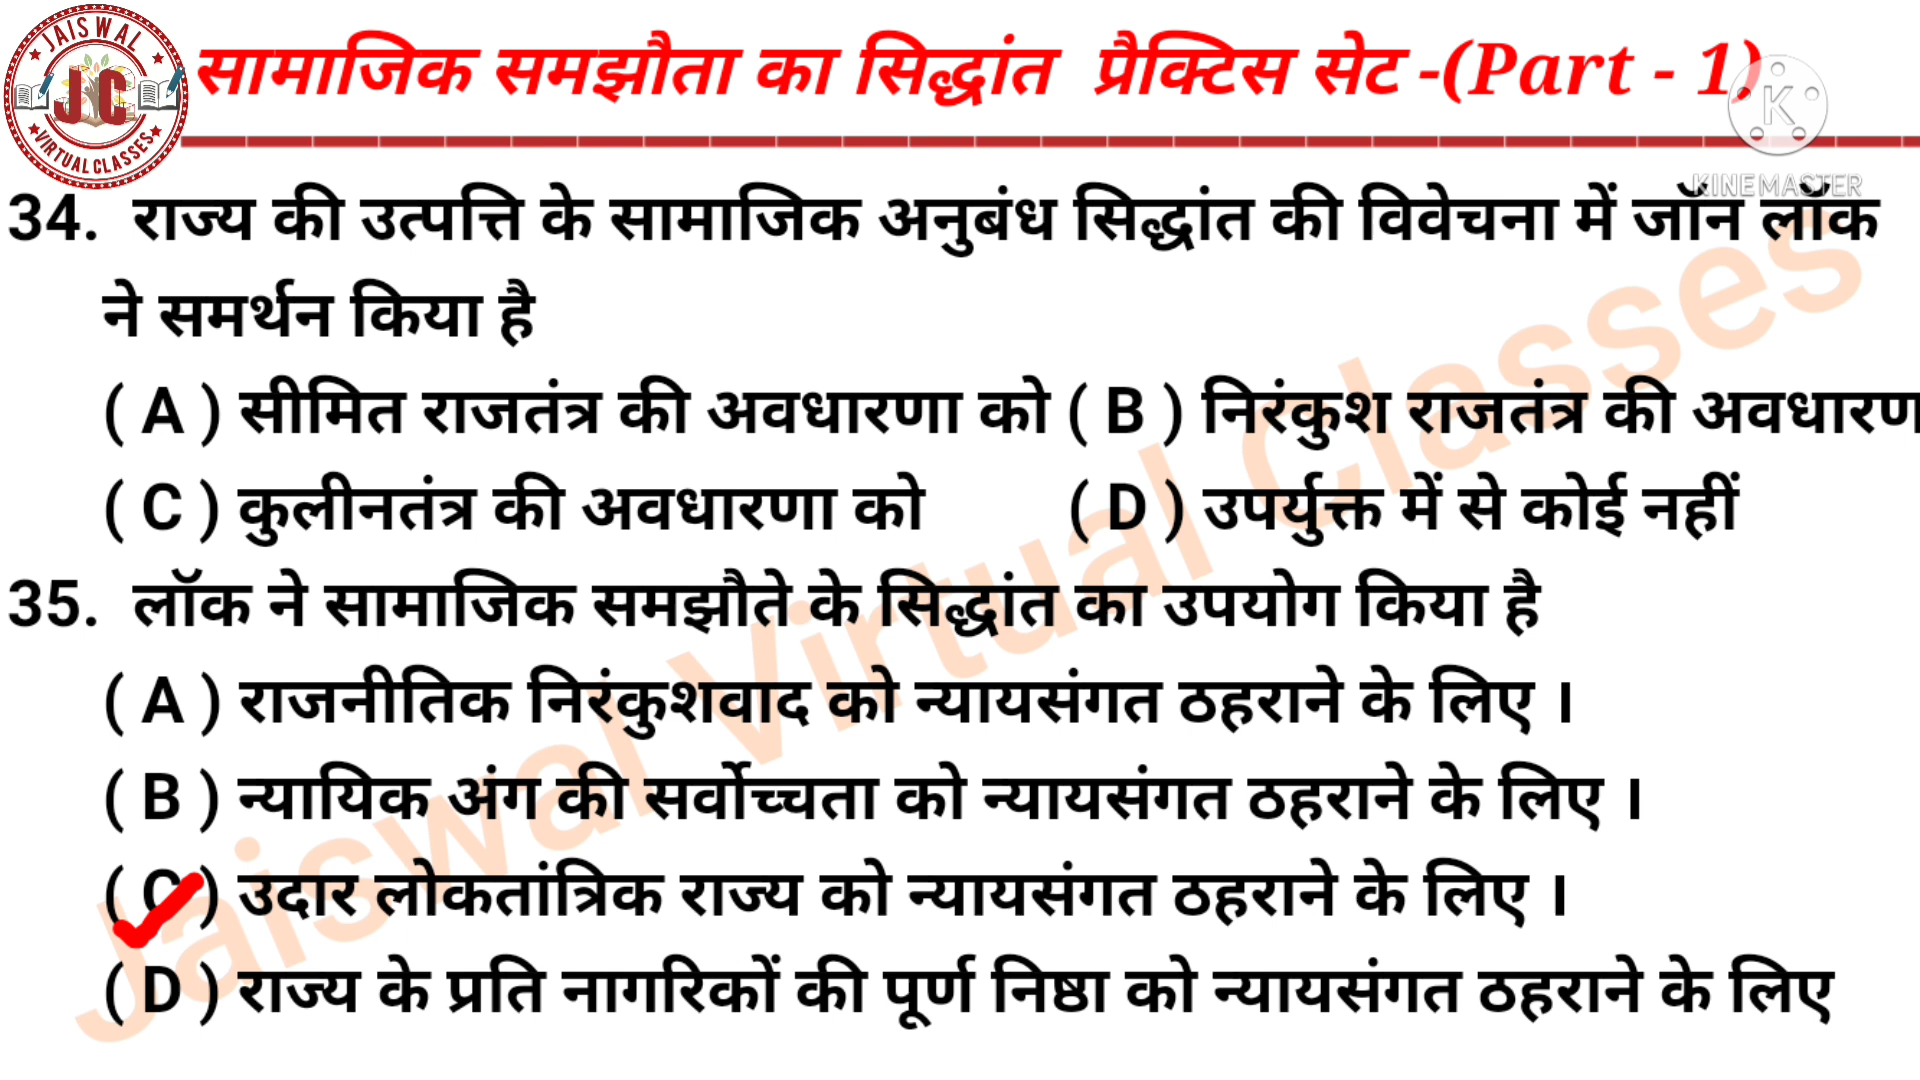 JAISWAL
JC
VIRTUAL CLASSES
सामाजिक समझौता का सिद्धांत प्रैक्टिस सेट -(Part - 1)
K
KINEMASTER
34. राज्य की उत्पत्ति के सामाजिक अनुबंध सिद्धांत की विवेचना में जॉन लॉक
ने समर्थन किया है
( A ) सीमित राजतंत्र की अवधारणा को ( B ) निरंकुश राजतंत्र की अवधारण
( C ) कुलीनतंत्र की अवधारणा को ( D ) उपर्युक्त में से कोई नहीं
35. लॉक ने सामाजिक समझौते के सिद्धांत का उपयोग किया है
( A ) राजनीतिक निरंकुशवाद को न्यायसंगत ठहराने के लिए ।
( B ) न्यायिक अंग की सर्वोच्चता को न्यायसंगत ठहराने के लिए ।
( C ) उदार लोकतांत्रिक राज्य को न्यायसंगत ठहराने के लिए ।
( D ) राज्य के प्रति नागरिकों की पूर्ण निष्ठा को न्यायसंगत ठहराने के लिए
Jaiswal Virtual Classes